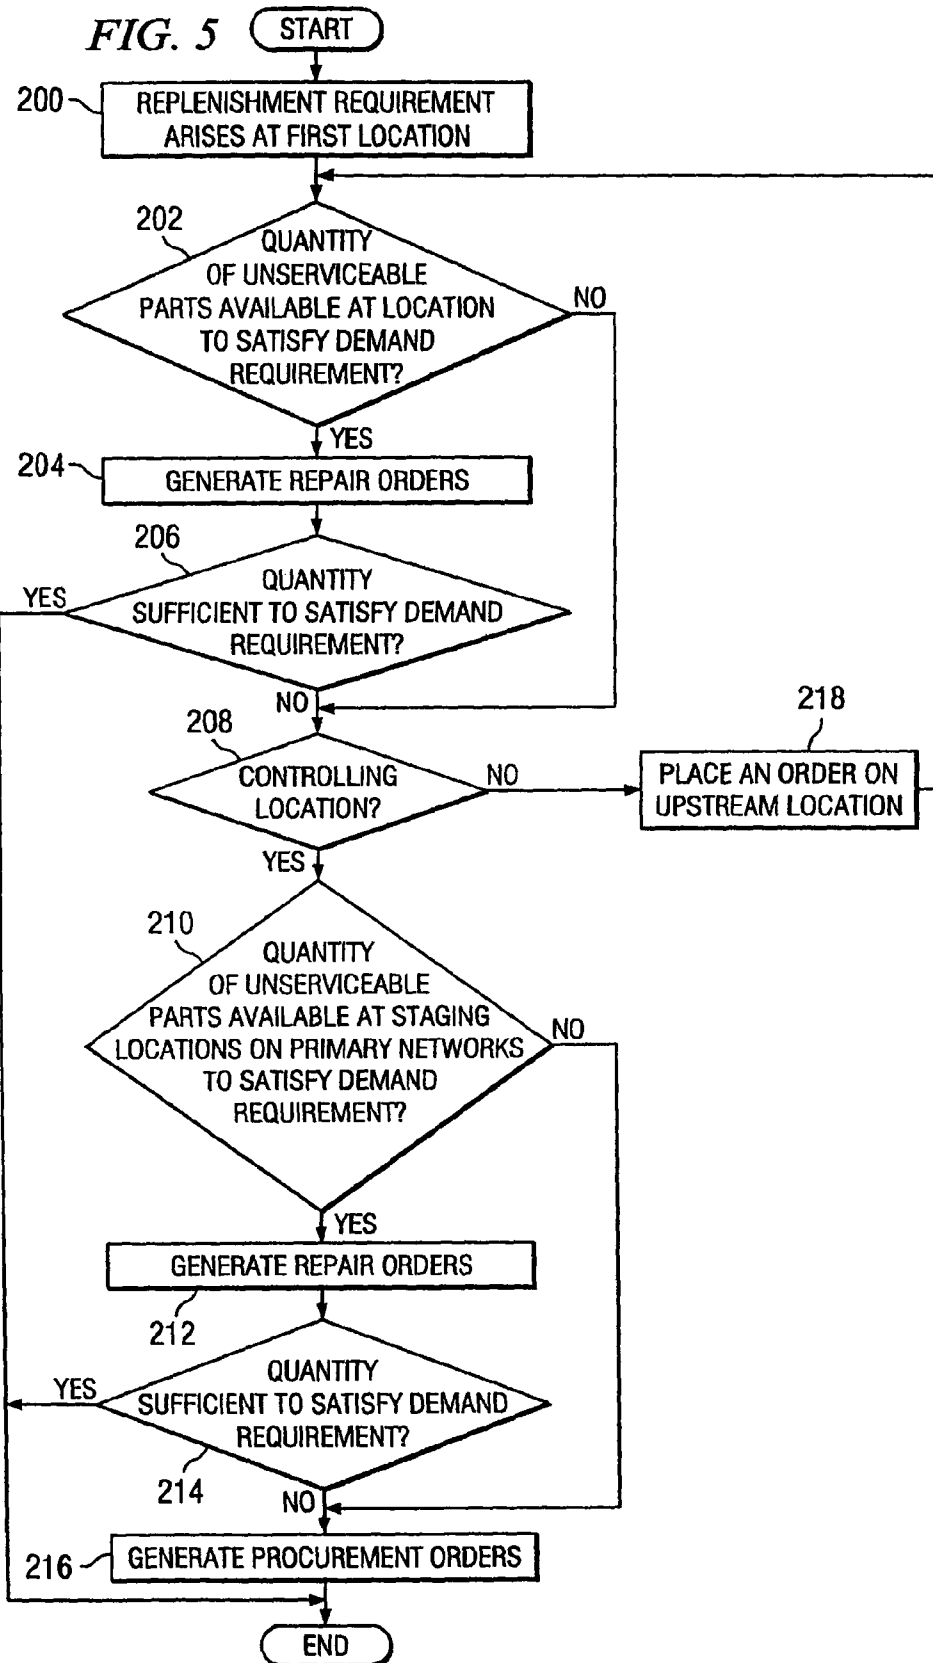 FIG. 5
START
200
REPLENISHMENT REQUIREMENT
ARISES AT FIRST LOCATION
202
QUANTITY
OF UNSERVICEABLE
PARTS AVAILABLE AT LOCATION
TO SATISFY DEMAND
REQUIREMENT?
NO
YES
204
GENERATE REPAIR ORDERS
206
QUANTITY
SUFFICIENT TO SATISFY DEMAND
REQUIREMENT?
YES
NO
208
CONTROLLING
LOCATION?
NO
218
PLACE AN ORDER ON
UPSTREAM LOCATION
YES
210
QUANTITY
OF UNSERVICEABLE
PARTS AVAILABLE AT STAGING
LOCATIONS ON PRIMARY NETWORKS
TO SATISFY DEMAND
REQUIREMENT?
NO
YES
GENERATE REPAIR ORDERS
212
QUANTITY
SUFFICIENT TO SATISFY DEMAND
REQUIREMENT?
YES
214
NO
216
GENERATE PROCUREMENT ORDERS
END